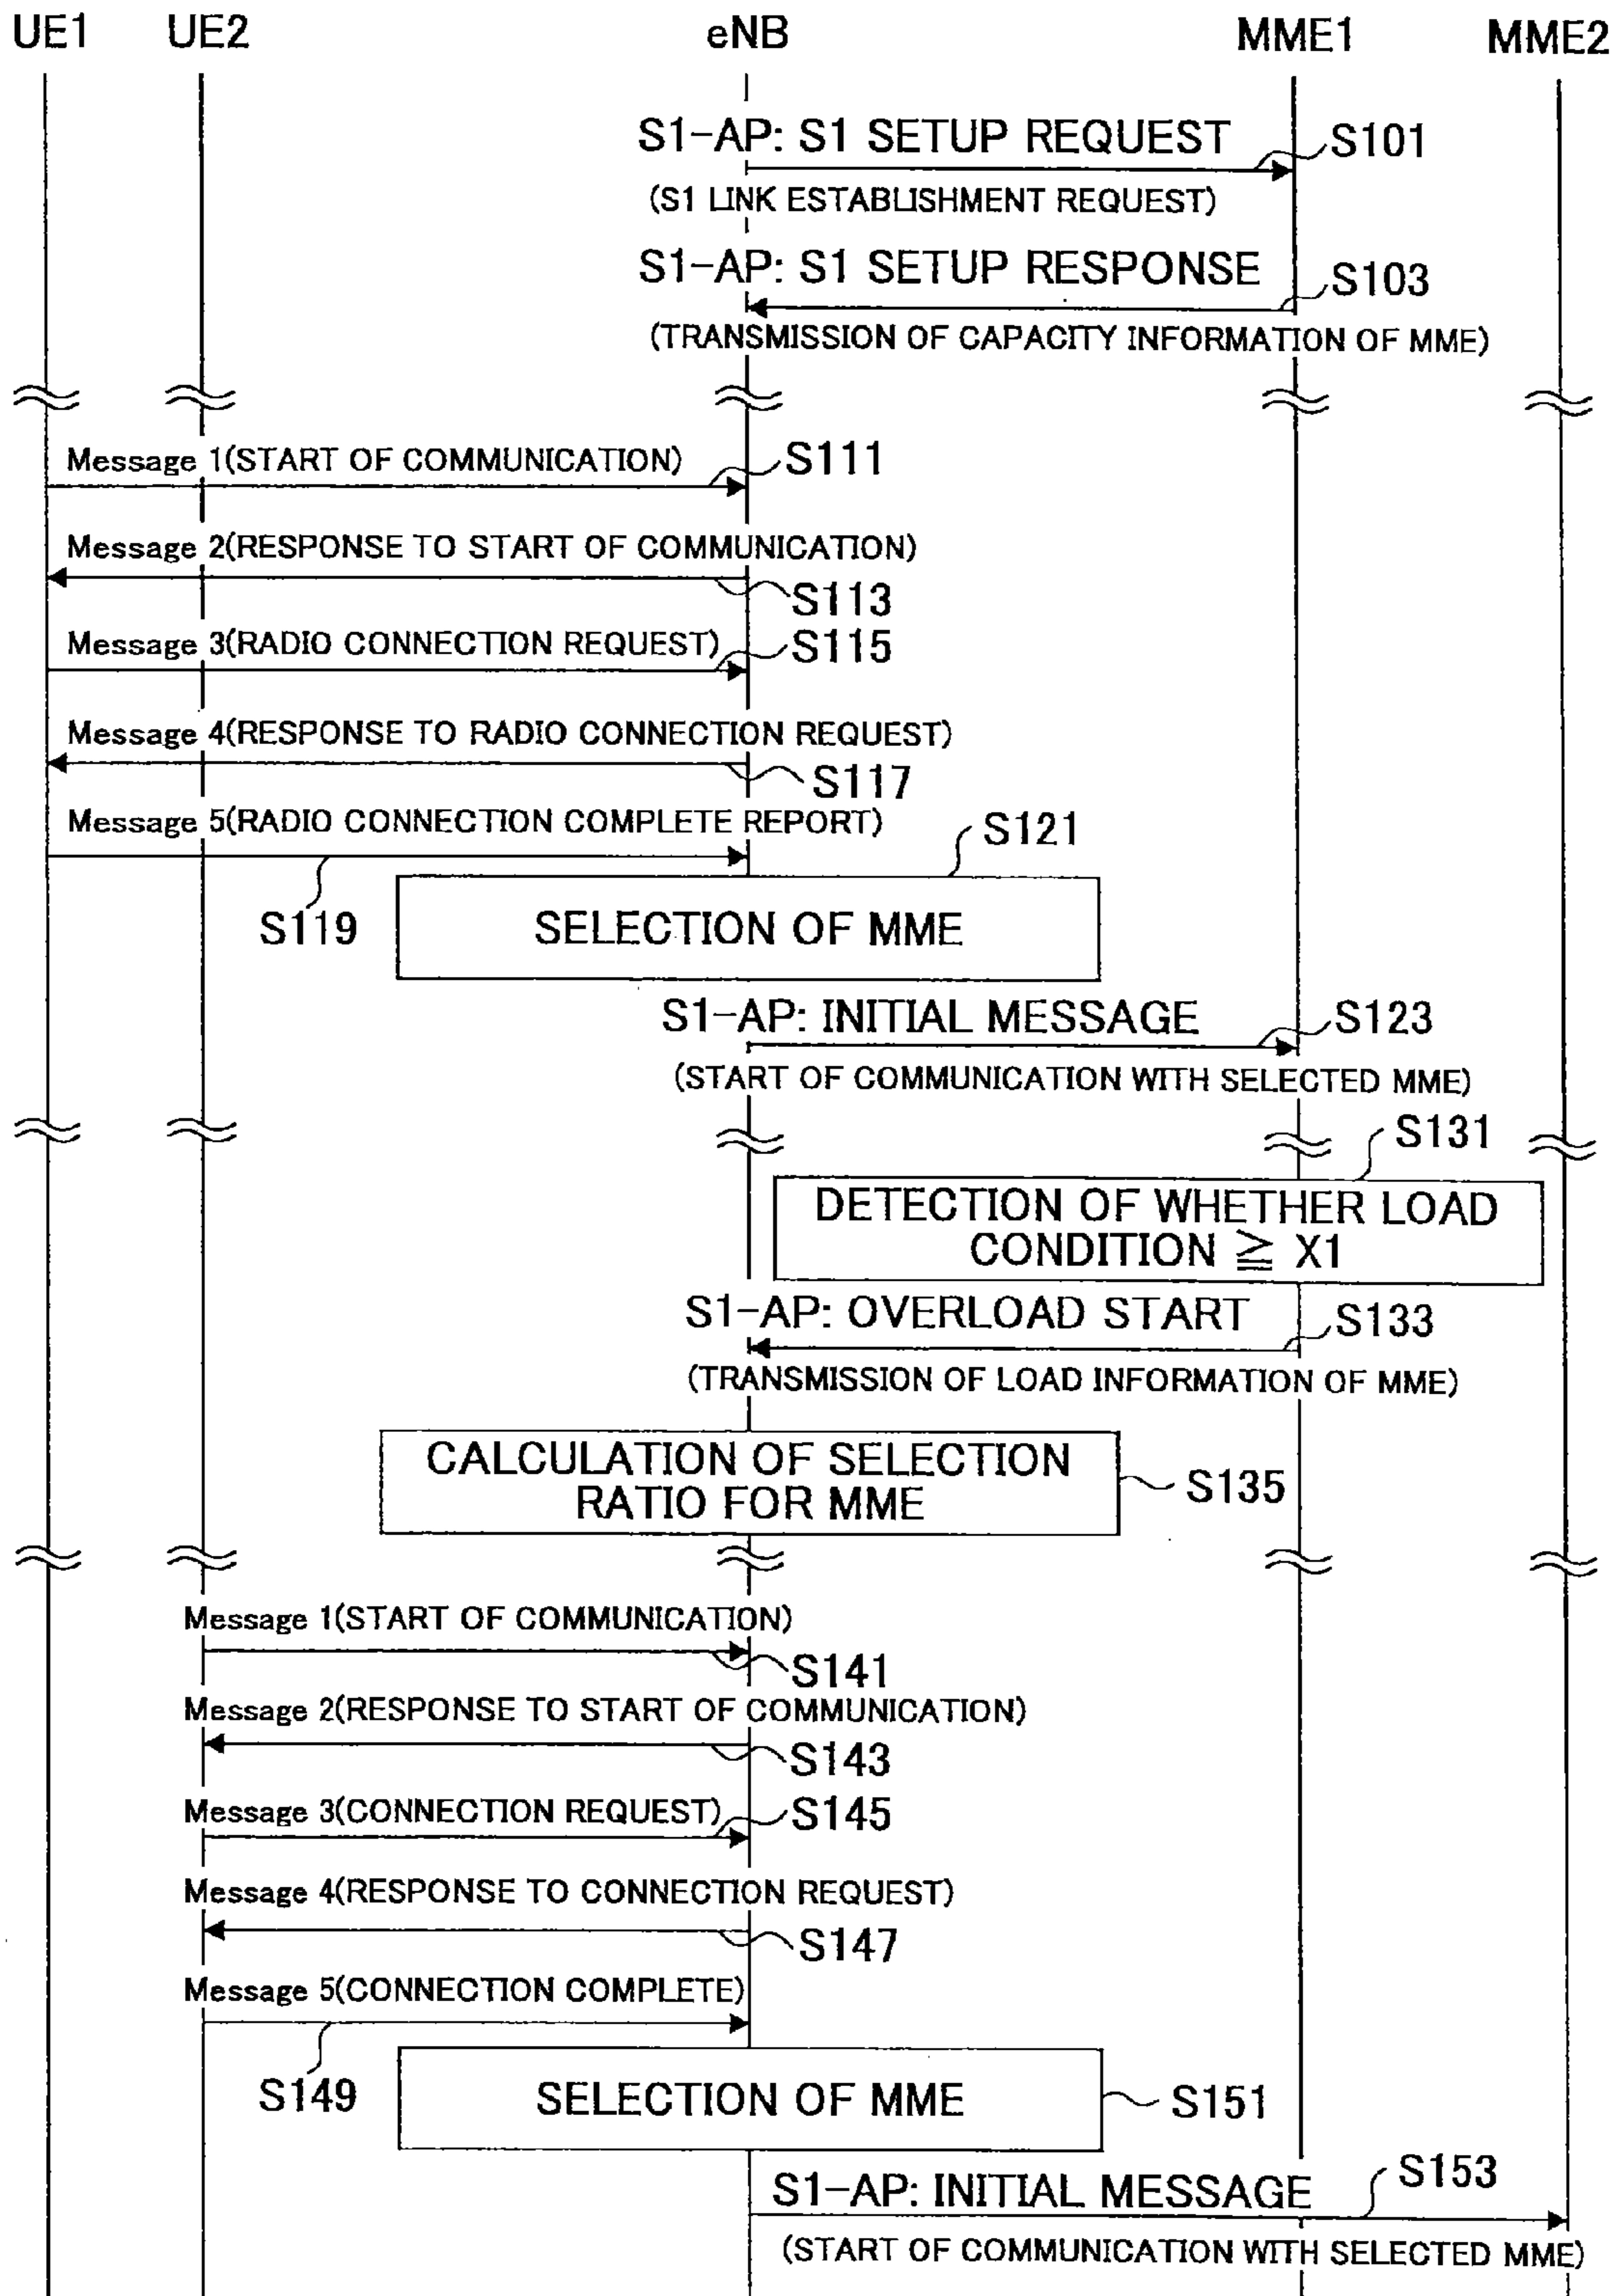 UE1 UE2 eNB MME1 MME2
S1-AP: S1 SETUP REQUEST S101
(S1 LINK ESTABLISHMENT REQUEST)
S1-AP: S1 SETUP RESPONSE S103
(TRANSMISSION OF CAPACITY INFORMATION OF MME)
Message 1(START OF COMMUNICATION) S111
Message 2(RESPONSE TO START OF COMMUNICATION)
S113
Message 3(RADIO CONNECTION REQUEST) S115
Message 4(RESPONSE TO RADIO CONNECTION REQUEST)
S117
Message 5(RADIO CONNECTION COMPLETE REPORT) S121
S119 SELECTION OF MME
S1-AP: INITIAL MESSAGE S123
(START OF COMMUNICATION WITH SELECTED MME)
S131
DETECTION OF WHETHER LOAD
CONDITION ≧ X1
S1-AP: OVERLOAD START S133
(TRANSMISSION OF LOAD INFORMATION OF MME)
CALCULATION OF SELECTION
RATIO FOR MME S135
Message 1(START OF COMMUNICATION)
S141
Message 2(RESPONSE TO START OF COMMUNICATION)
S143
Message 3(CONNECTION REQUEST) S145
Message 4(RESPONSE TO CONNECTION REQUEST)
S147
Message 5(CONNECTION COMPLETE)
S149 SELECTION OF MME S151
S1-AP: INITIAL MESSAGE S153
(START OF COMMUNICATION WITH SELECTED MME)